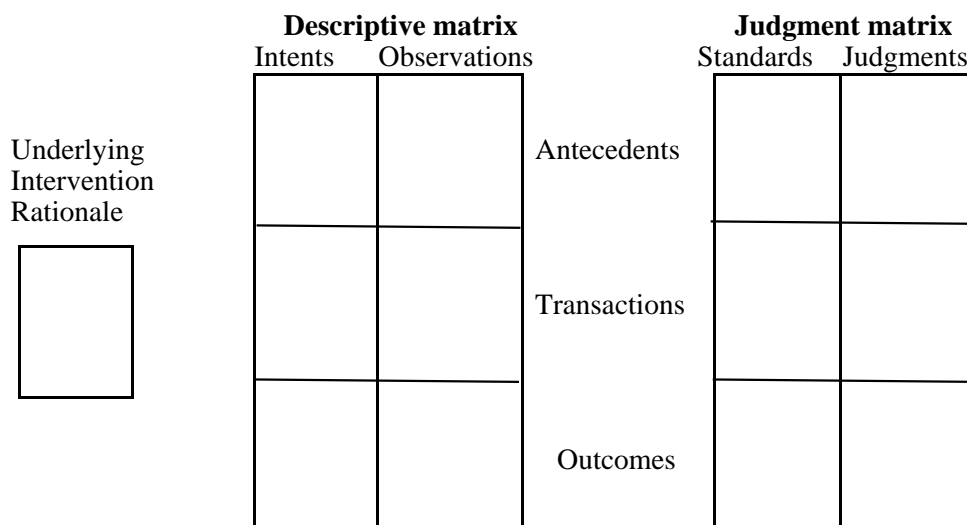 Descriptive matrix
Judgment matrix
Intents Observations
Standards Judgments
Underlying
Intervention
Rationale
Antecedents
Transactions
Outcomes